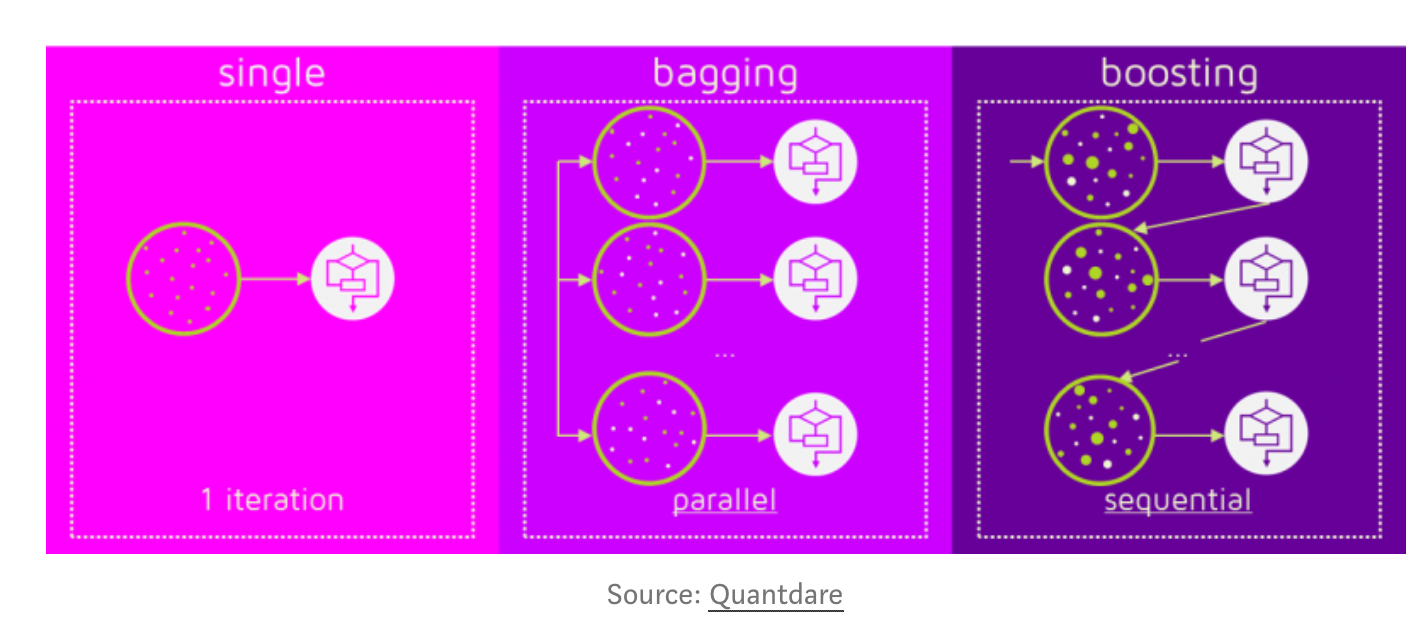 single
bagging
boosting
...
...
1 iteration
parallel
sequential
Source: Quantdare